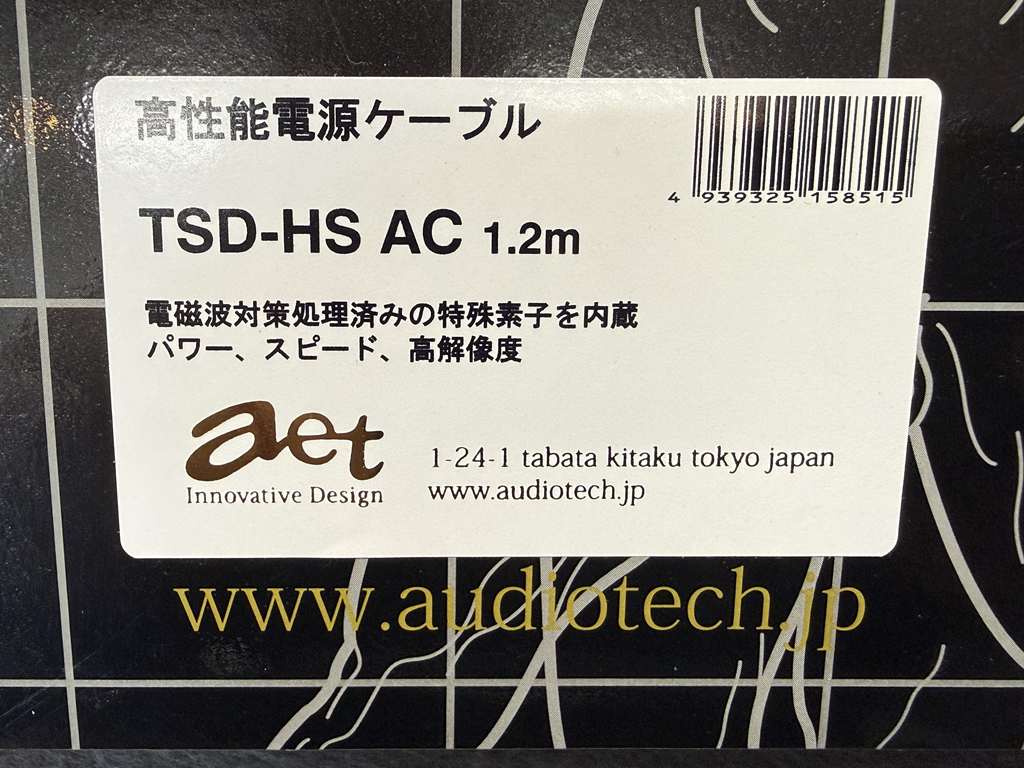 高性能電源ケーブル
4 939325 158515
TSD-HS AC 1.2m
電磁波対策処理済みの特殊素子を内蔵
パワー、スピード、高解像度
aet
Innovative Design
1-24-1 tabata kitaku tokyo japan
www.audiotech.jp
www.audiotech.jp